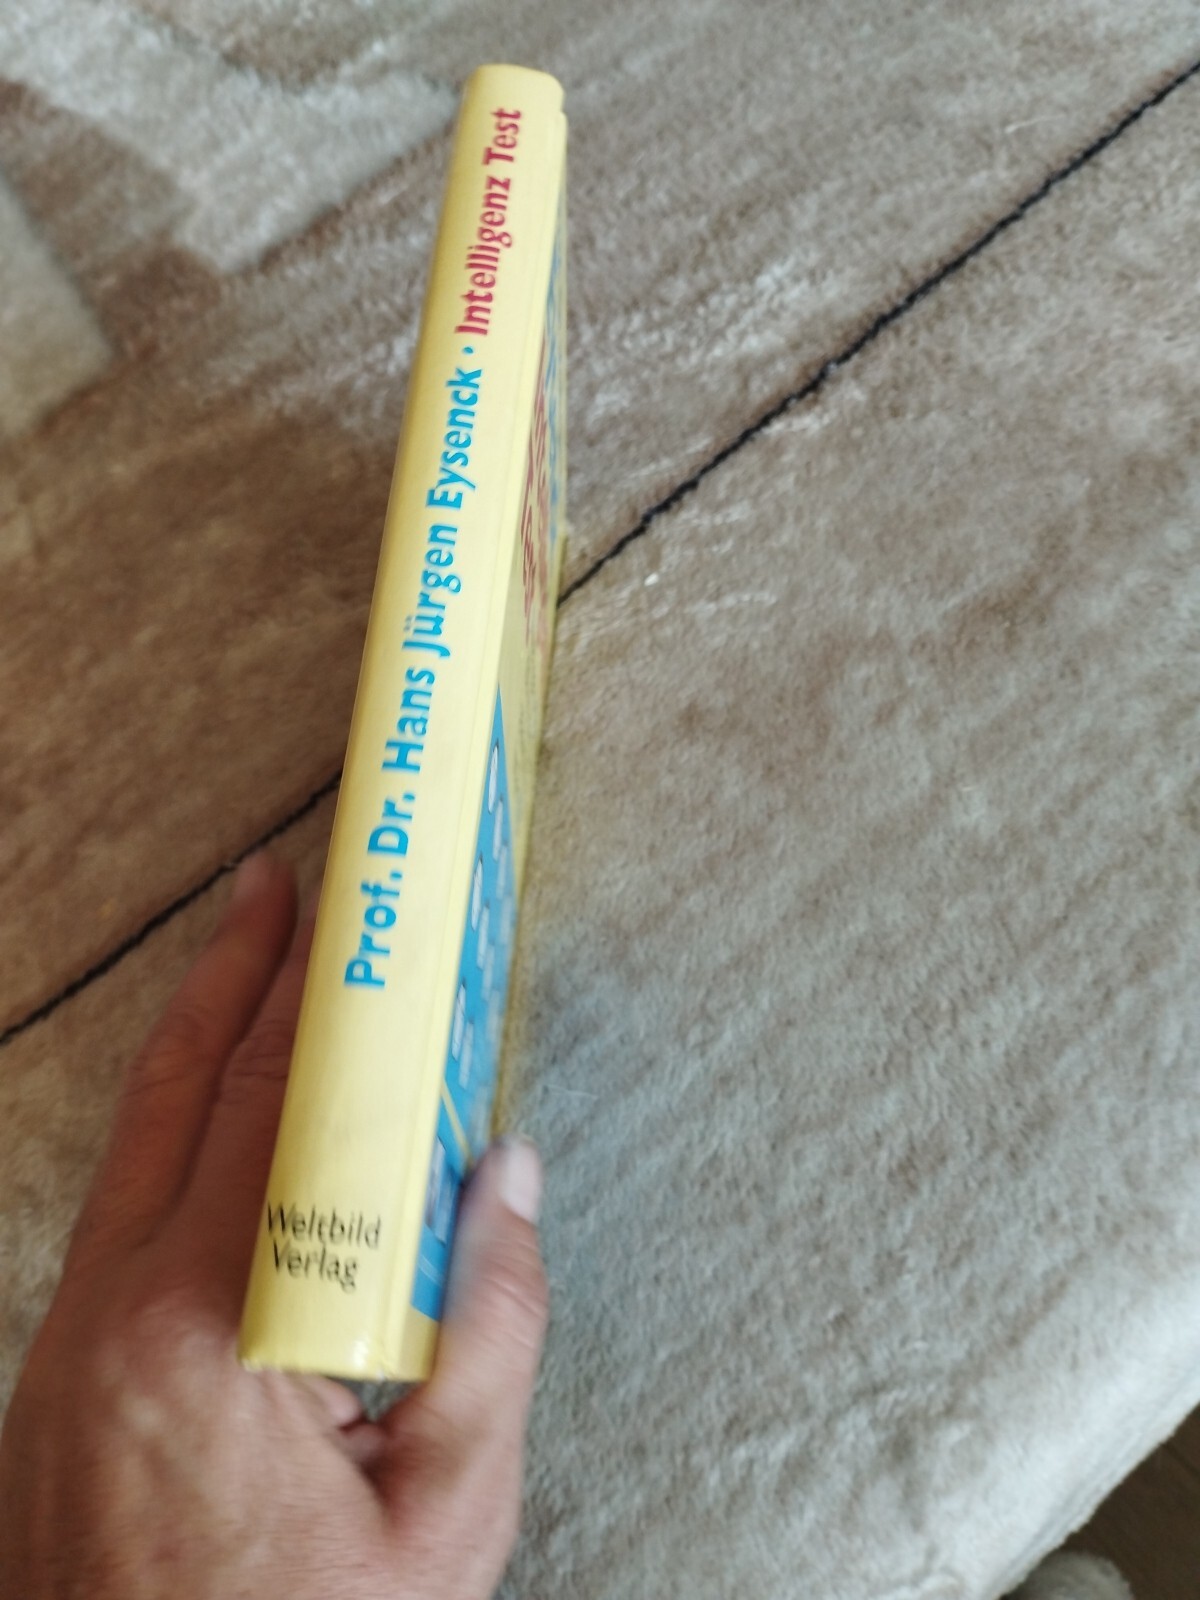 Prof. Dr. Hans Jürgen Eysenck · Intelligenz Test
Weltbild
Verlag